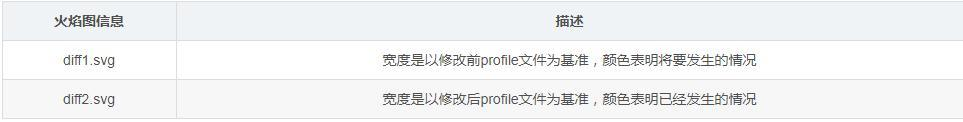 火焰图信息 描述
diff1.svg 宽度是以修改前profile文件为基准，颜色表明将要发生的情况
diff2.svg 宽度是以修改后profile文件为基准，颜色表明已经发生的情况